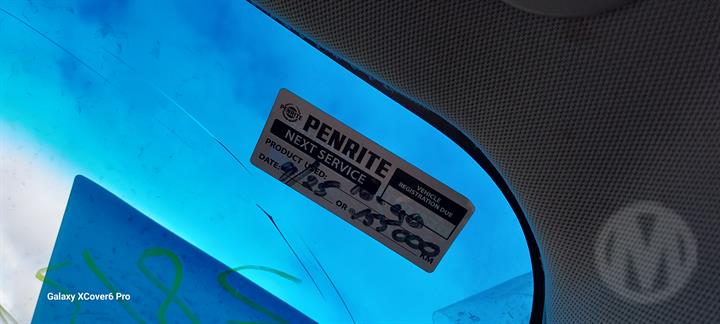 PENRITE
PENRITE
NEXT SERVICE
PRODUCT USED: 10-40
DATE: 9/25 OR 155000 KM
VEHICLE
REGISTRATION DUE
Galaxy XCover6 Pro
M